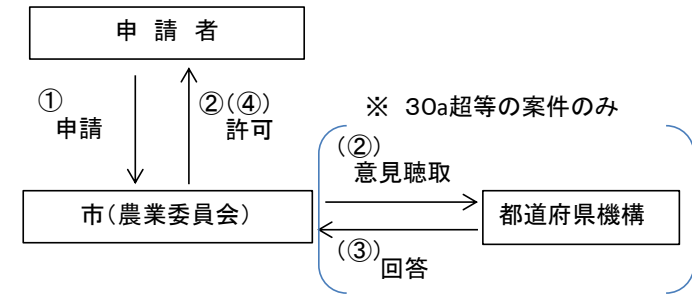 申 請 者
①
申請
②(④)
許可
※ 30a超等の案件のみ
(②)
意見聴取
市(農業委員会)
都道府県機構
(③)
回答